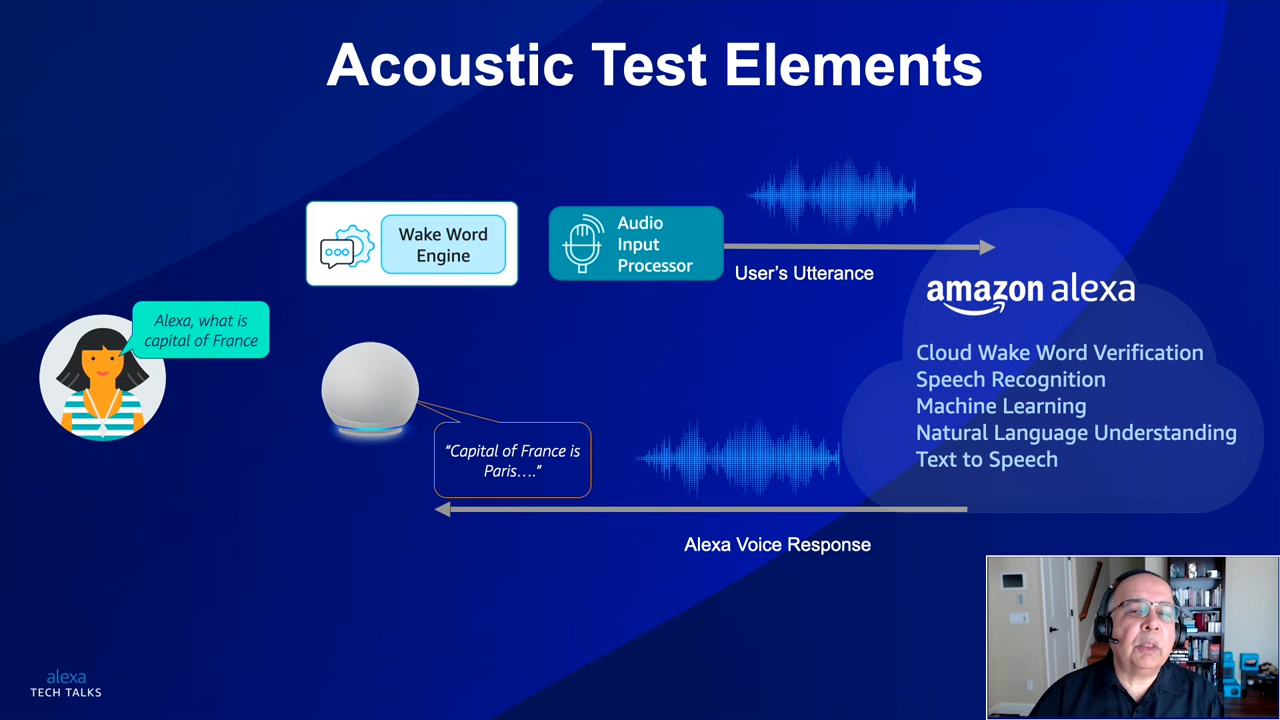 Acoustic Test Elements
Wake Word
Engine
Audio
Input
Processor
User's Utterance
amazon alexa
Alexa, what is
capital of France
Cloud Wake Word Verification
Speech Recognition
Machine Learning
Natural Language Understanding
Text to Speech
"Capital of France is
Paris...."
Alexa Voice Response
alexa
TECH TALKS